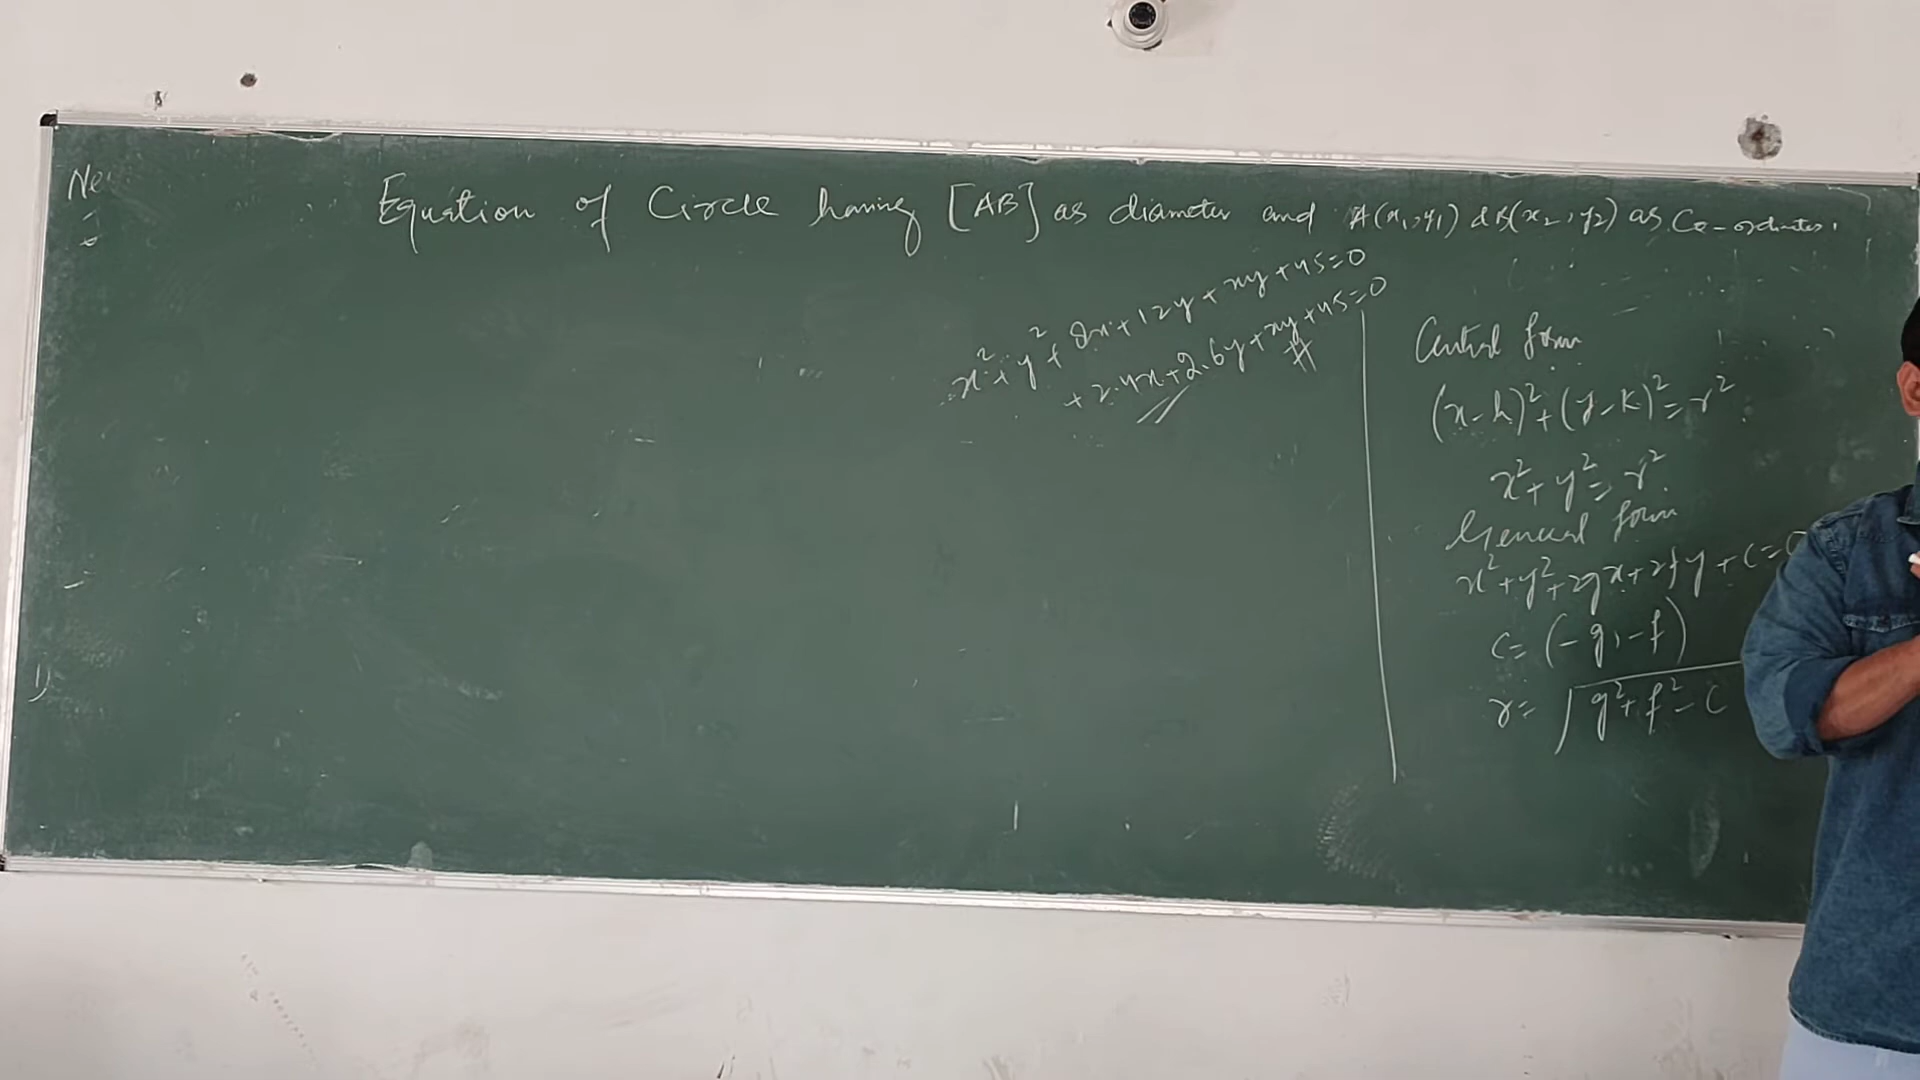 Ne
Equation of Circle having [AB] as diameter and A(x₁,y₁) & B(x₂,y₂) as Co-ordinates.
x²+y²+8x+12y+xy+45=0
+2.4x+2.6y+xy+45=0
Central form
(x-h)²+(y-k)²=r²
x²+y²=r²
General form
x²+y²+2gx+2fy+c=0
c=(-g,-f)
r=√g²+f²-c
1)